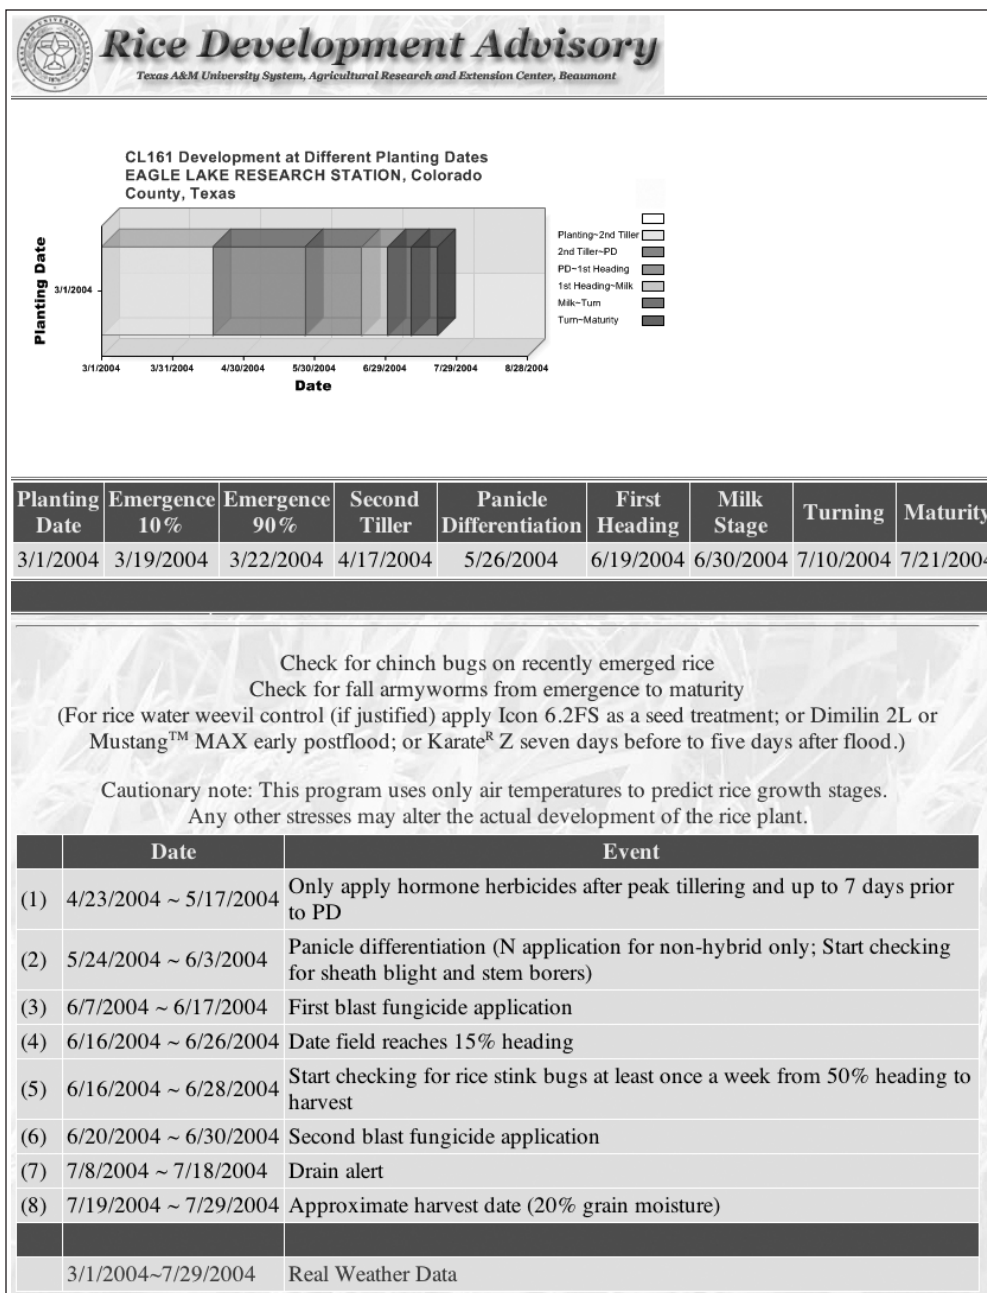 Rice Development Advisory
Texas A&M University System, Agricultural Research and Extension Center, Beaumont
CL161 Development at Different Planting Dates
EAGLE LAKE RESEARCH STATION, Colorado
County, Texas
Planting Date
3/1/2004
3/1/2004 3/31/2004 4/30/2004 5/30/2004 6/29/2004 7/29/2004 8/28/2004
Date
Planting~2nd Tiller
2nd Tiller~PD
PD~1st Heading
1st Heading~Milk
Milk~Turn
Turn~Maturity
Planting Date Emergence 10% Emergence 90% Second Tiller Panicle Differentiation First Heading Milk Stage Turning Maturity
3/1/2004 3/19/2004 3/22/2004 4/17/2004 5/26/2004 6/19/2004 6/30/2004 7/10/2004 7/21/2004
Check for chinch bugs on recently emerged rice
Check for fall armyworms from emergence to maturity
(For rice water weevil control (if justified) apply Icon 6.2FS as a seed treatment; or Dimilin 2L or
Mustang™ MAX early postflood; or Karateᴿ Z seven days before to five days after flood.)
Cautionary note: This program uses only air temperatures to predict rice growth stages.
Any other stresses may alter the actual development of the rice plant.
Date Event
(1) 4/23/2004 ~ 5/17/2004 Only apply hormone herbicides after peak tillering and up to 7 days prior
to PD
(2) 5/24/2004 ~ 6/3/2004 Panicle differentiation (N application for non-hybrid only; Start checking
for sheath blight and stem borers)
(3) 6/7/2004 ~ 6/17/2004 First blast fungicide application
(4) 6/16/2004 ~ 6/26/2004 Date field reaches 15% heading
(5) 6/16/2004 ~ 6/28/2004 Start checking for rice stink bugs at least once a week from 50% heading to
harvest
(6) 6/20/2004 ~ 6/30/2004 Second blast fungicide application
(7) 7/8/2004 ~ 7/18/2004 Drain alert
(8) 7/19/2004 ~ 7/29/2004 Approximate harvest date (20% grain moisture)
3/1/2004~7/29/2004 Real Weather Data